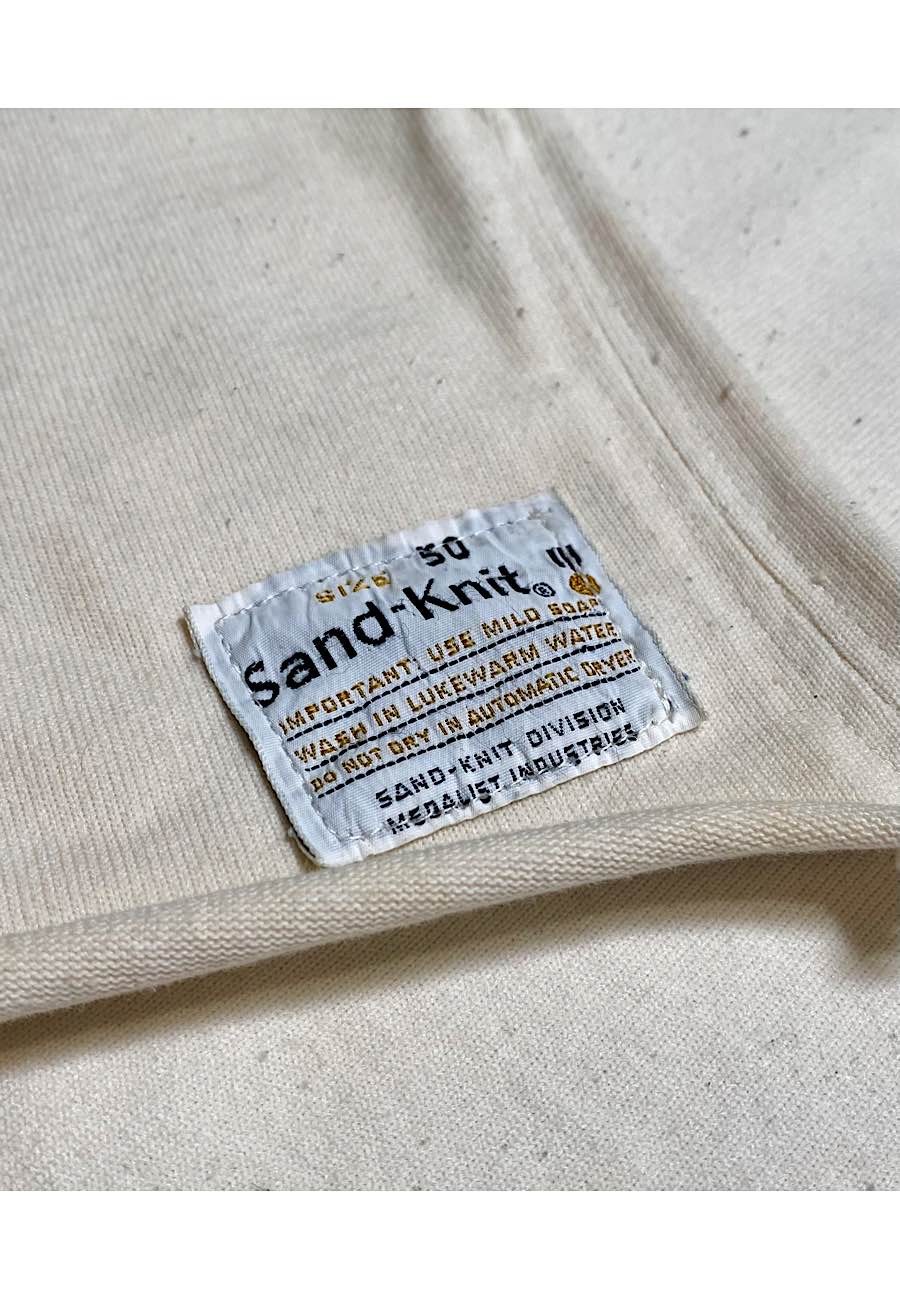 SIZE 50
Sand-Knit®
IMPORTANT: USE MILD SOAP
WASH IN LUKEWARM WATER
DO NOT DRY IN AUTOMATIC DRYER
SAND-KNIT DIVISION
MEDALIST INDUSTRIES